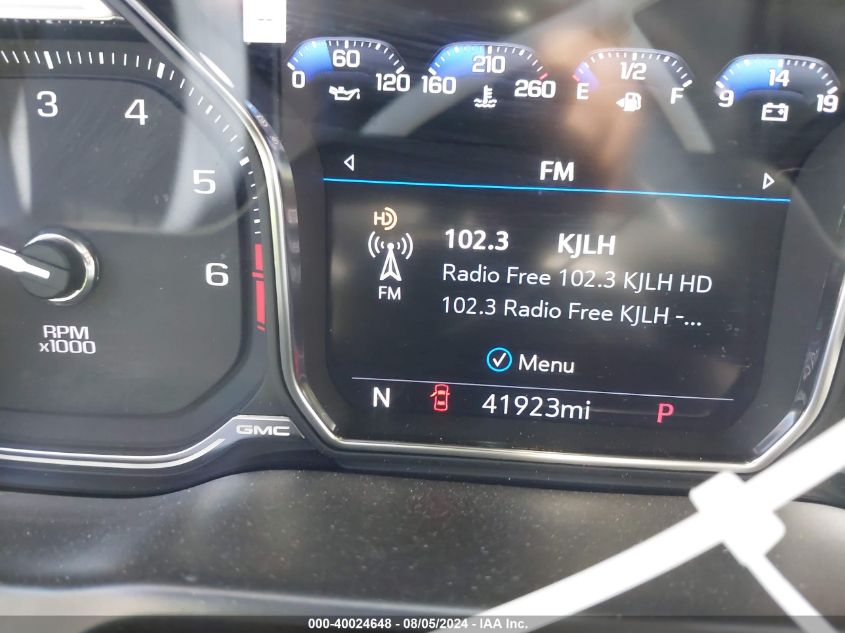 0 60 120 160 210 260 E 1/2 F 9 14 19
3 4 5 6
RPM
x1000
GMC
FM
HD
FM
102.3 KJLH
Radio Free 102.3 KJLH HD
102.3 Radio Free KJLH -...
Menu
N 41923mi P
000-40024648 - 08/05/2024 - IAA Inc.